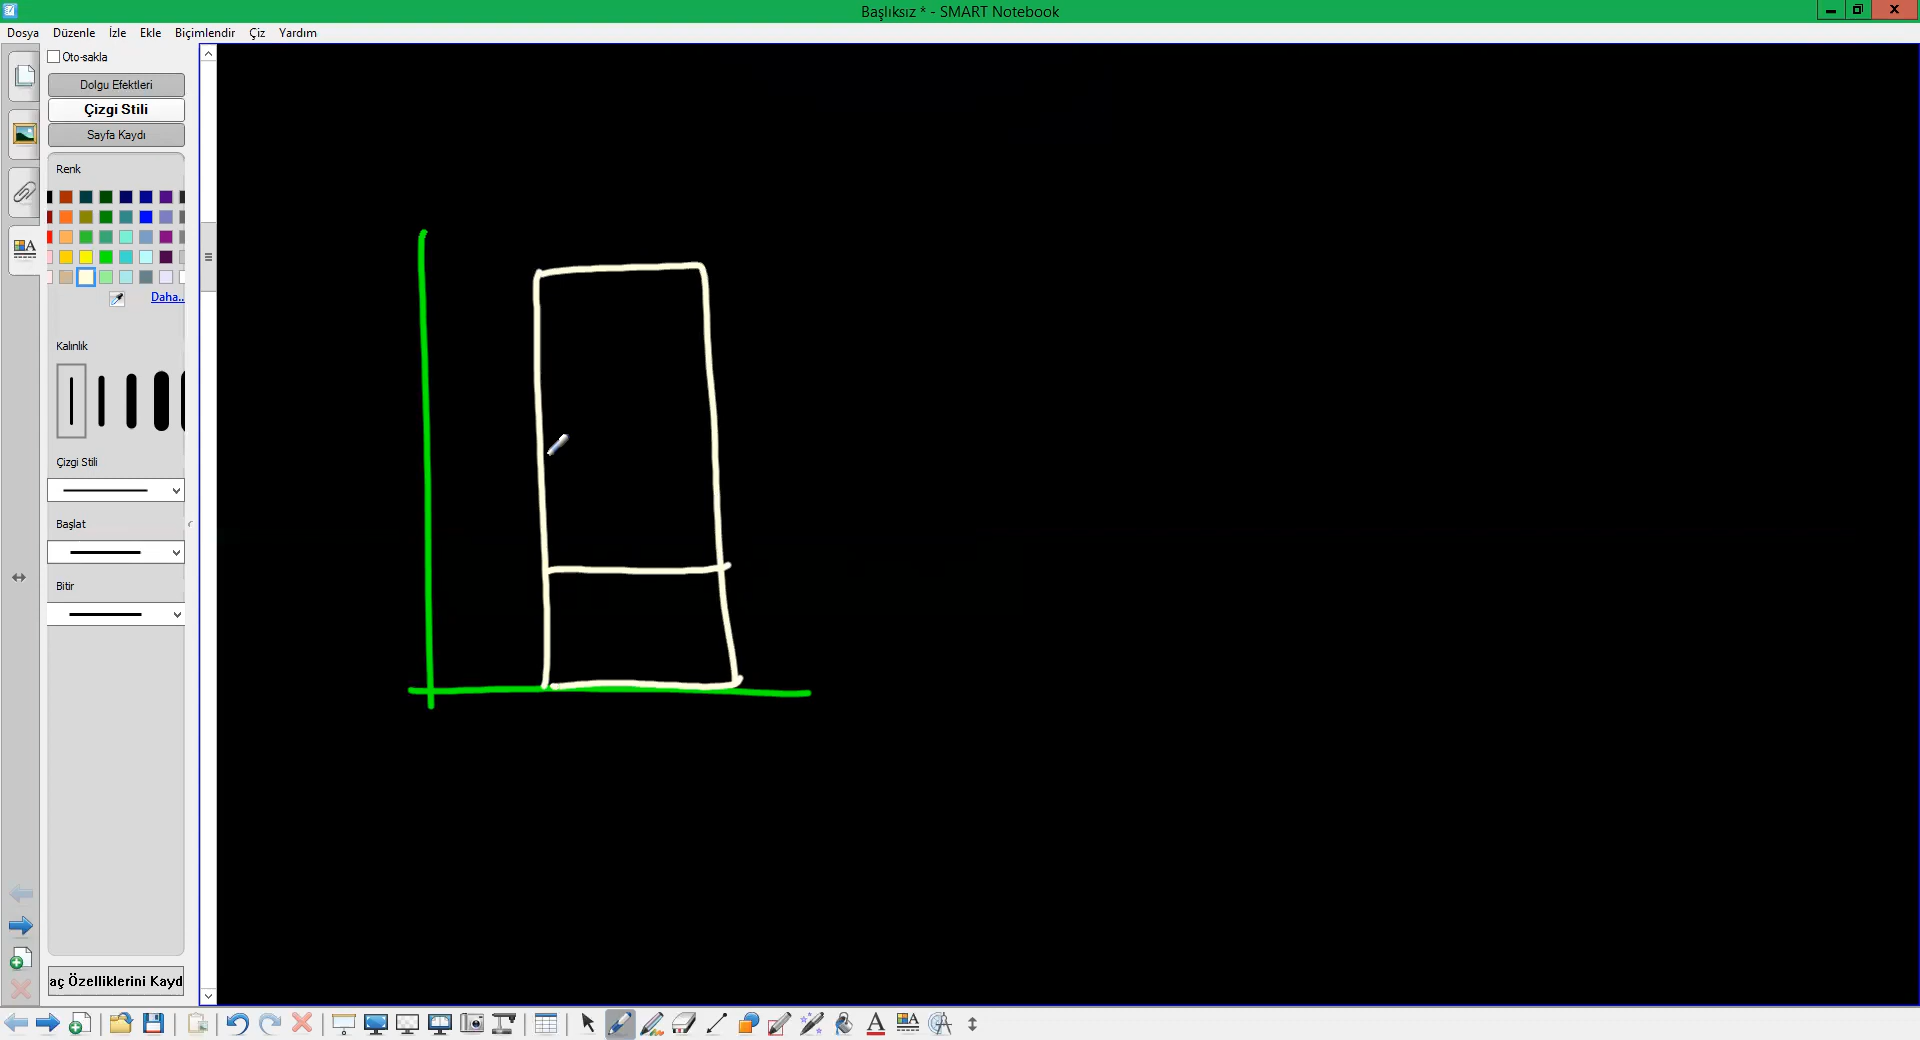 Başlıksız * - SMART Notebook
Dosya Düzenle İzle Ekle Biçimlendir Çiz Yardım
Oto-sakla
Dolgu Efektleri
Çizgi Stili
Sayfa Kaydı
Renk
Daha..
Kalınlık
Çizgi Stili
Başlat
Bitir
aç Özelliklerini Kayd